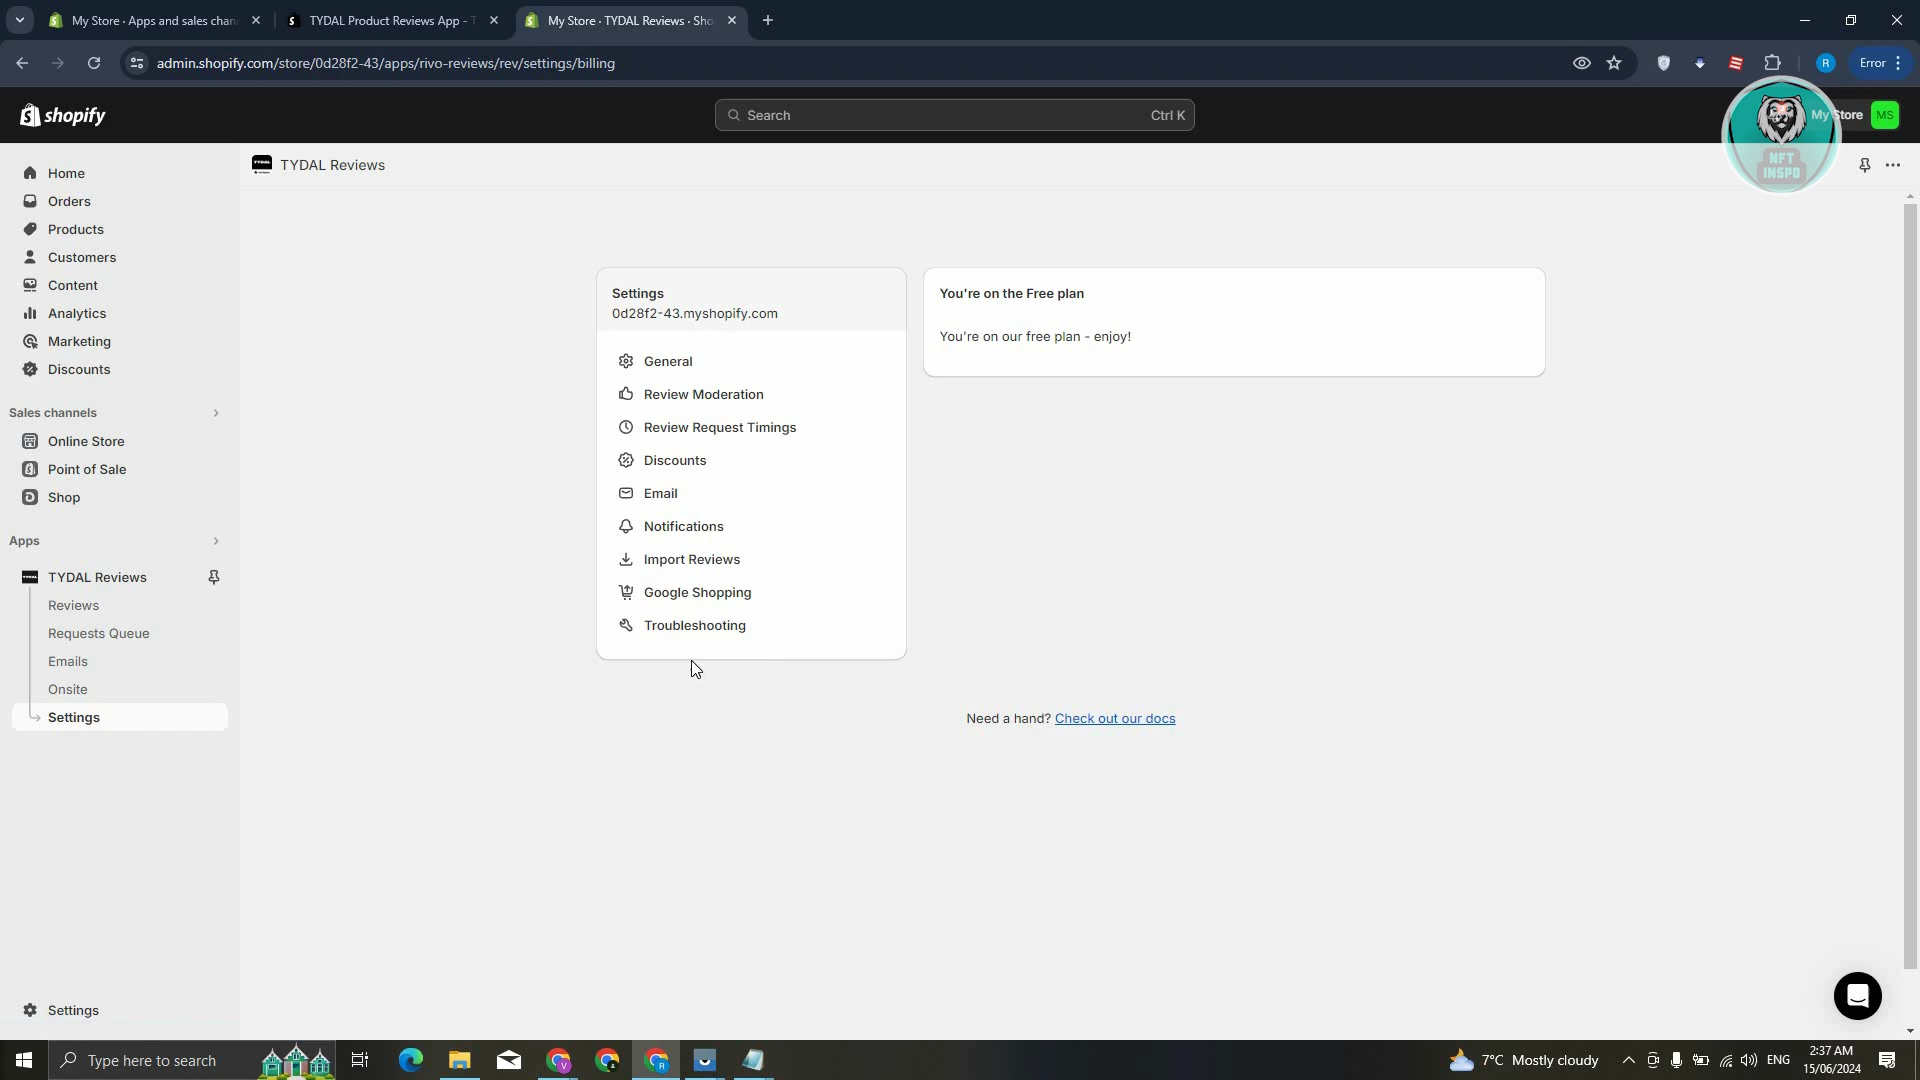 My Store · Apps and sales chan
TYDAL Product Reviews App - T
My Store · TYDAL Reviews · Sho
admin.shopify.com/store/0d28f2-43/apps/rivo-reviews/rev/settings/billing
R
Error
shopify
Search
Ctrl K
My Store
MS
NFT
INSPO
TYDAL Reviews
Home
Orders
Products
Customers
Content
Analytics
Marketing
Discounts
Sales channels
Online Store
Point of Sale
Shop
Apps
TYDAL Reviews
Reviews
Requests Queue
Emails
Onsite
Settings
Settings
Settings
0d28f2-43.myshopify.com
General
Review Moderation
Review Request Timings
Discounts
Email
Notifications
Import Reviews
Google Shopping
Troubleshooting
You're on the Free plan
You're on our free plan - enjoy!
Need a hand? Check out our docs
Type here to search
7°C Mostly cloudy
ENG
2:37 AM
15/06/2024